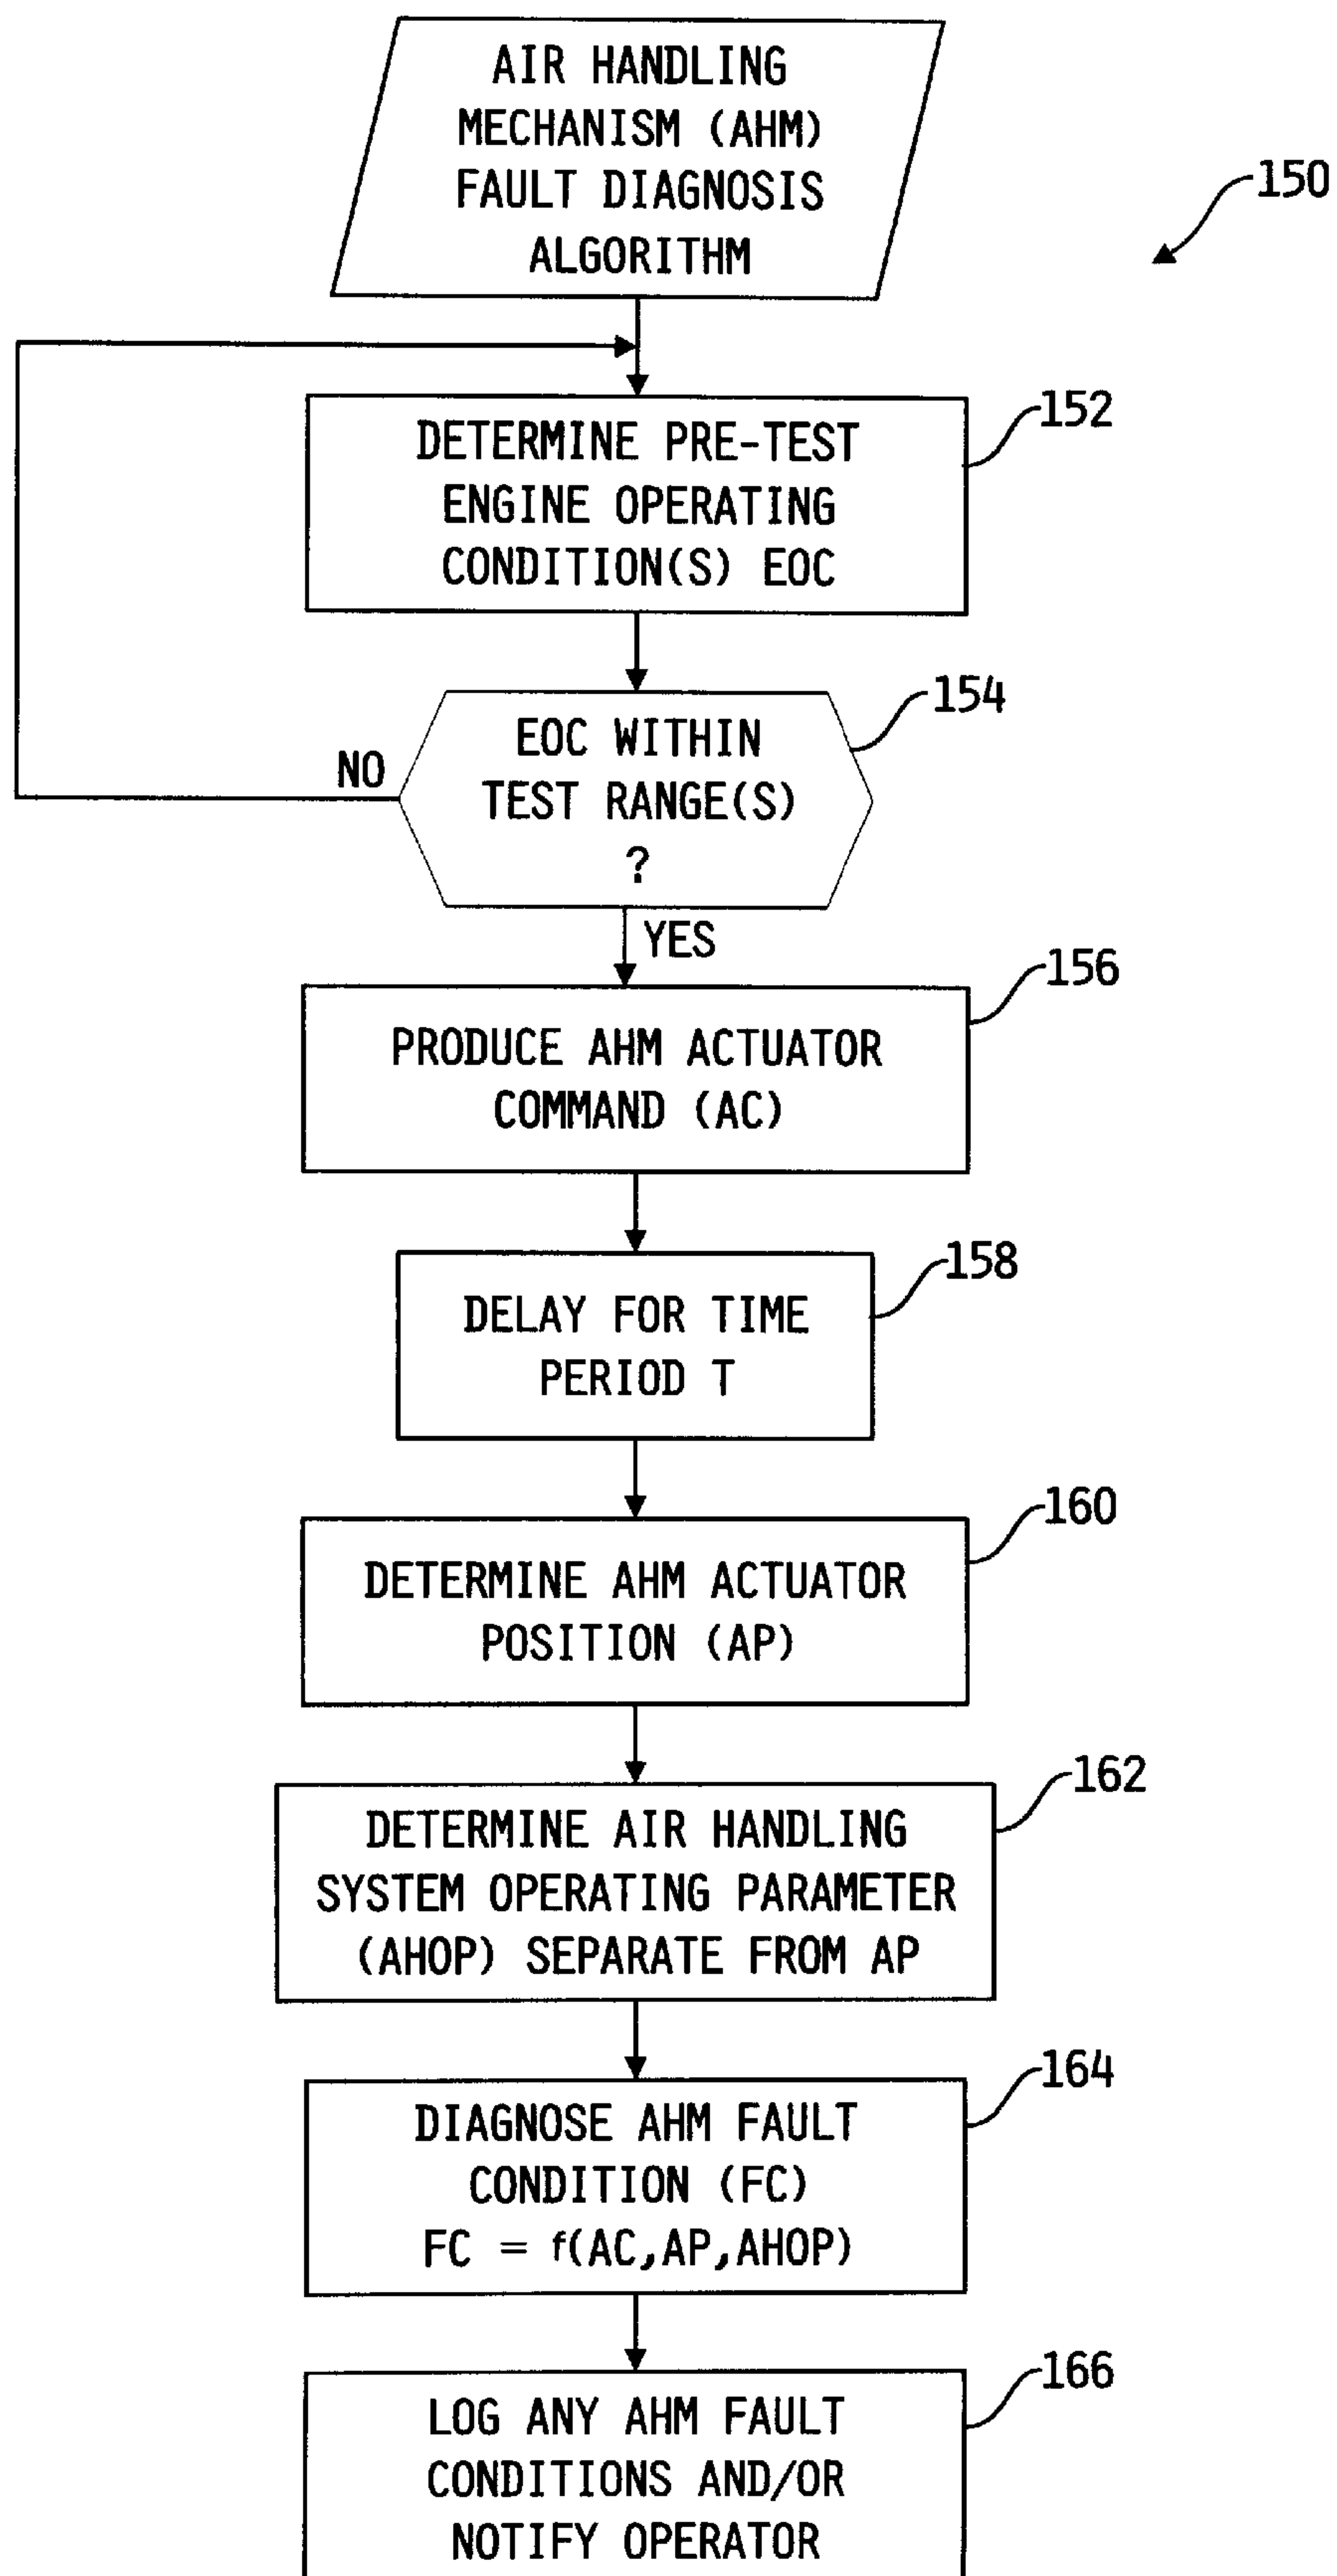 AIR HANDLING
MECHANISM (AHM)
FAULT DIAGNOSIS
ALGORITHM
150
152
DETERMINE PRE-TEST
ENGINE OPERATING
CONDITION(S) EOC
154
EOC WITHIN
TEST RANGE(S)
?
NO
YES
156
PRODUCE AHM ACTUATOR
COMMAND (AC)
158
DELAY FOR TIME
PERIOD T
160
DETERMINE AHM ACTUATOR
POSITION (AP)
162
DETERMINE AIR HANDLING
SYSTEM OPERATING PARAMETER
(AHOP) SEPARATE FROM AP
164
DIAGNOSE AHM FAULT
CONDITION (FC)
FC = f(AC,AP,AHOP)
166
LOG ANY AHM FAULT
CONDITIONS AND/OR
NOTIFY OPERATOR